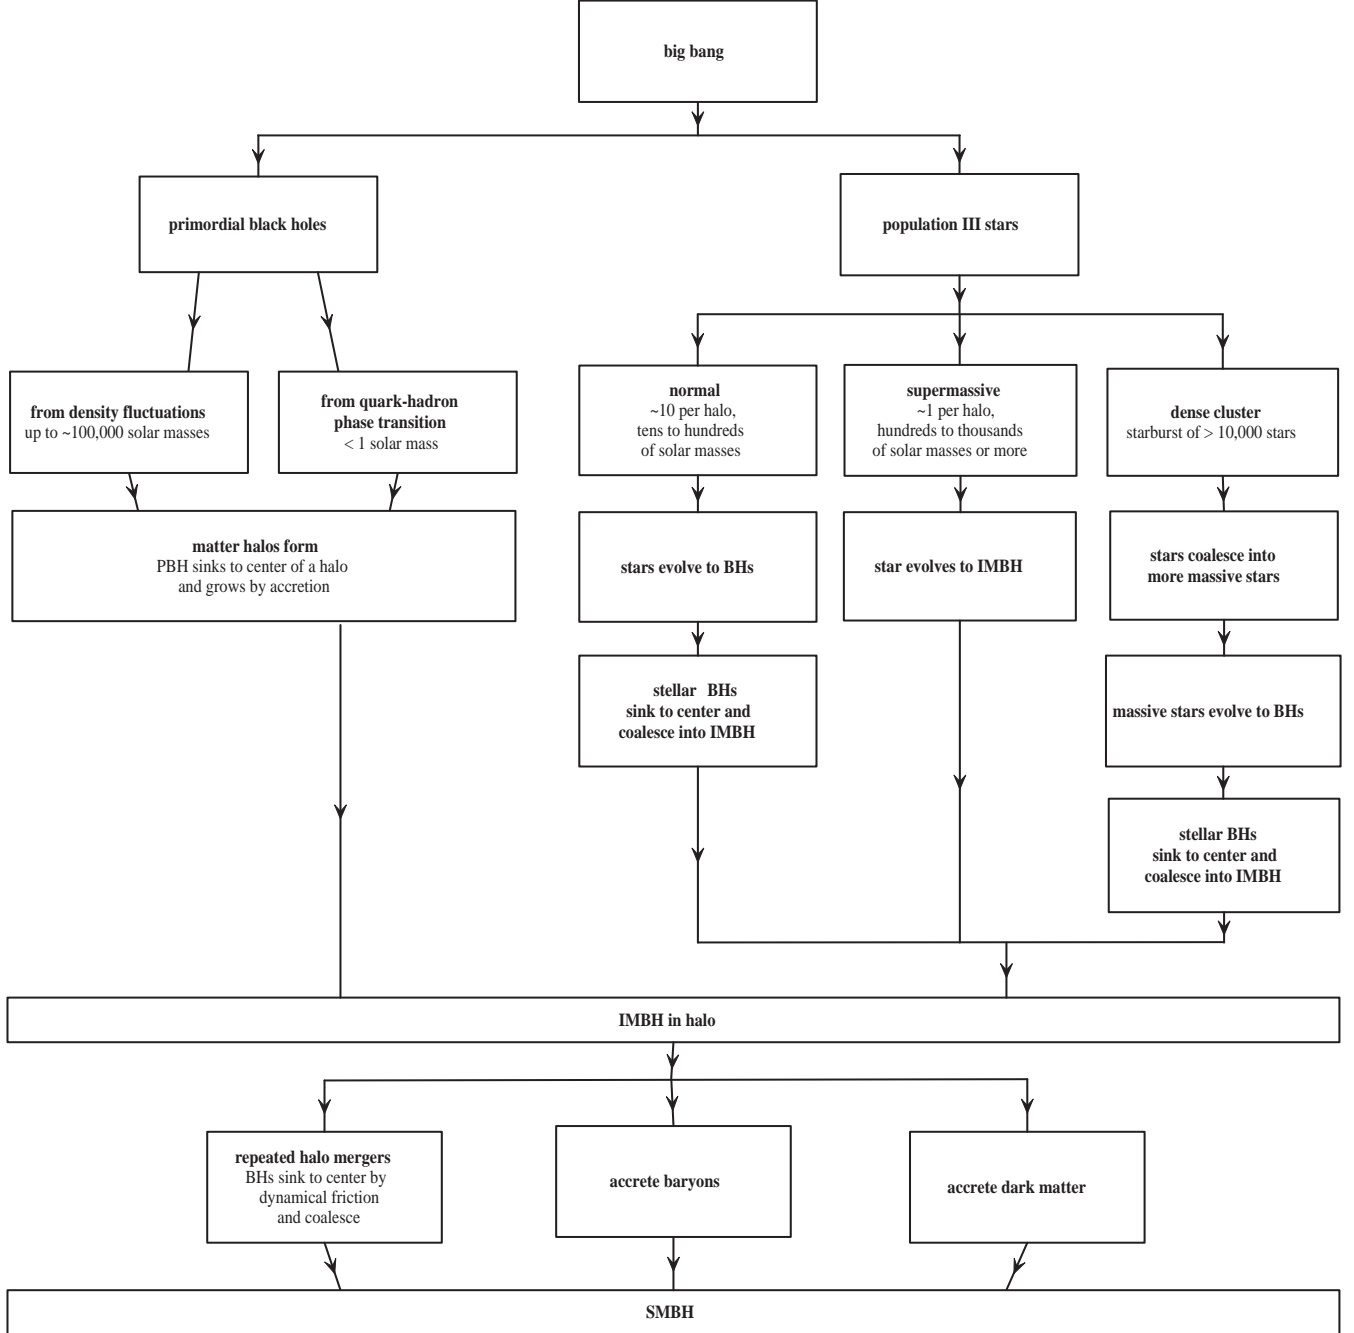 big bang
primordial black holes
population III stars
from density fluctuations
up to ~100,000 solar masses
from quark-hadron
phase transition
< 1 solar mass
normal
~10 per halo,
tens to hundreds
of solar masses
supermassive
~1 per halo,
hundreds to thousands
of solar masses or more
dense cluster
starburst of > 10,000 stars
matter halos form
PBH sinks to center of a halo
and grows by accretion
stars evolve to BHs
star evolves to IMBH
stars coalesce into
more massive stars
stellar BHs
sink to center and
coalesce into IMBH
massive stars evolve to BHs
stellar BHs
sink to center and
coalesce into IMBH
IMBH in halo
repeated halo mergers
BHs sink to center by
dynamical friction
and coalesce
accrete baryons
accrete dark matter
SMBH